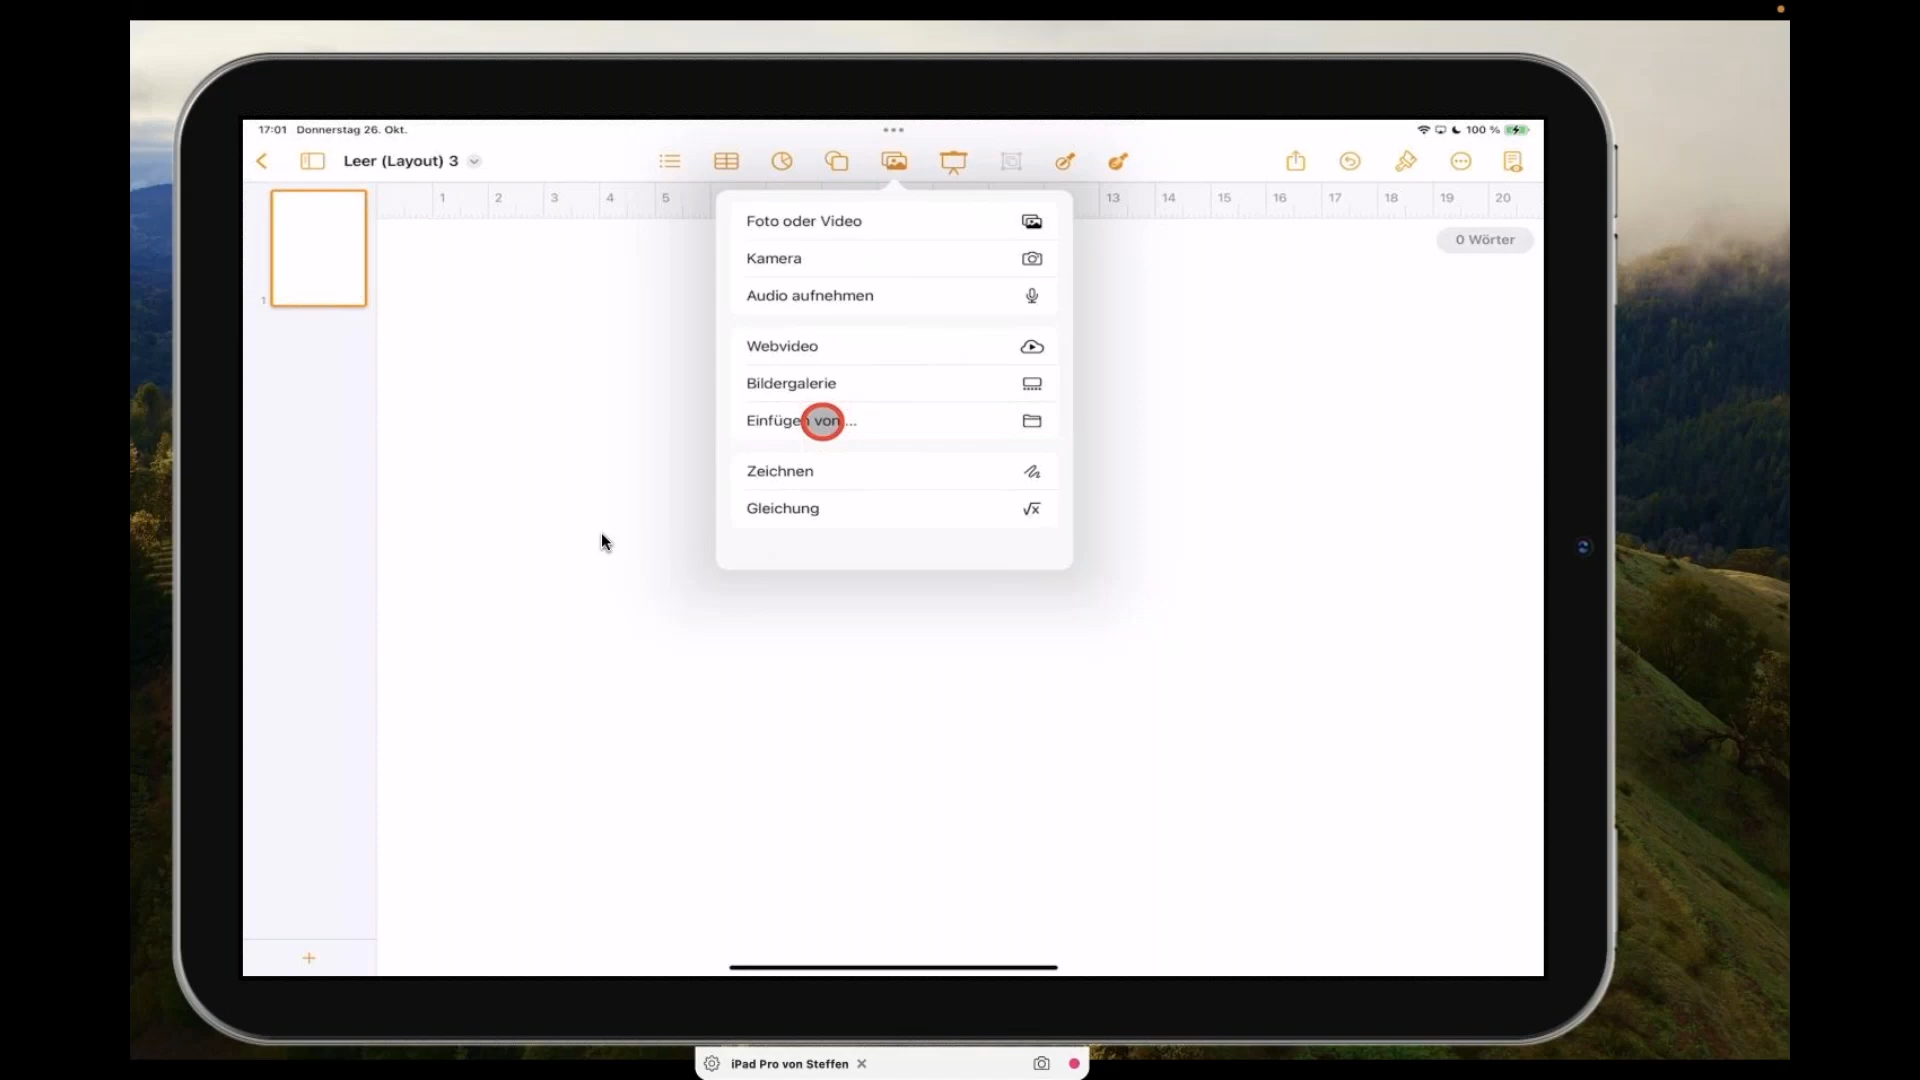 17:01 Donnerstag 26. Okt.
100 %
Leer (Layout) 3
1 2 3 4 5 13 14 15 16 17 18 19 20
0 Wörter
1
Foto oder Video
Kamera
Audio aufnehmen
Webvideo
Bildergalerie
Einfügen von ...
Zeichnen
Gleichung
iPad Pro von Steffen